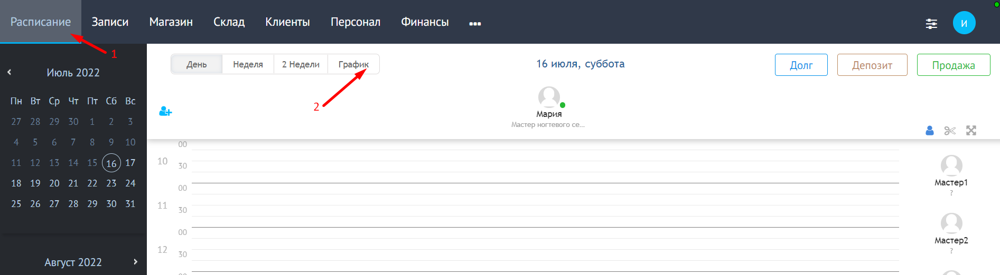 Расписание Записи Магазин Склад Клиенты Персонал Финансы ••• И
1
Июль 2022
Пн Вт Ср Чт Пт Сб Вс
27 28 29 30 1 2 3
4 5 6 7 8 9 10
11 12 13 14 15 16 17
18 19 20 21 22 23 24
25 26 27 28 29 30 31
Август 2022
День Неделя 2 Недели График
2
16 июля, суббота
Долг Депозит Продажа
Мария
Мастер ногтевого се...
00
10
30
00
11
30
00
12
30
00
Мастер1
?
Мастер2
?